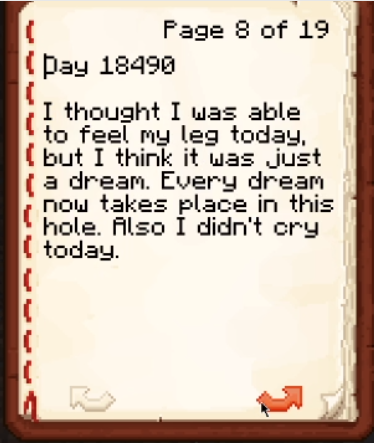 Page 8 of 19
Day 18490
I thought I was able
to feel my leg today,
but I think it was just
a dream. Every dream
now takes place in this
hole. Also I didn't cry
today.